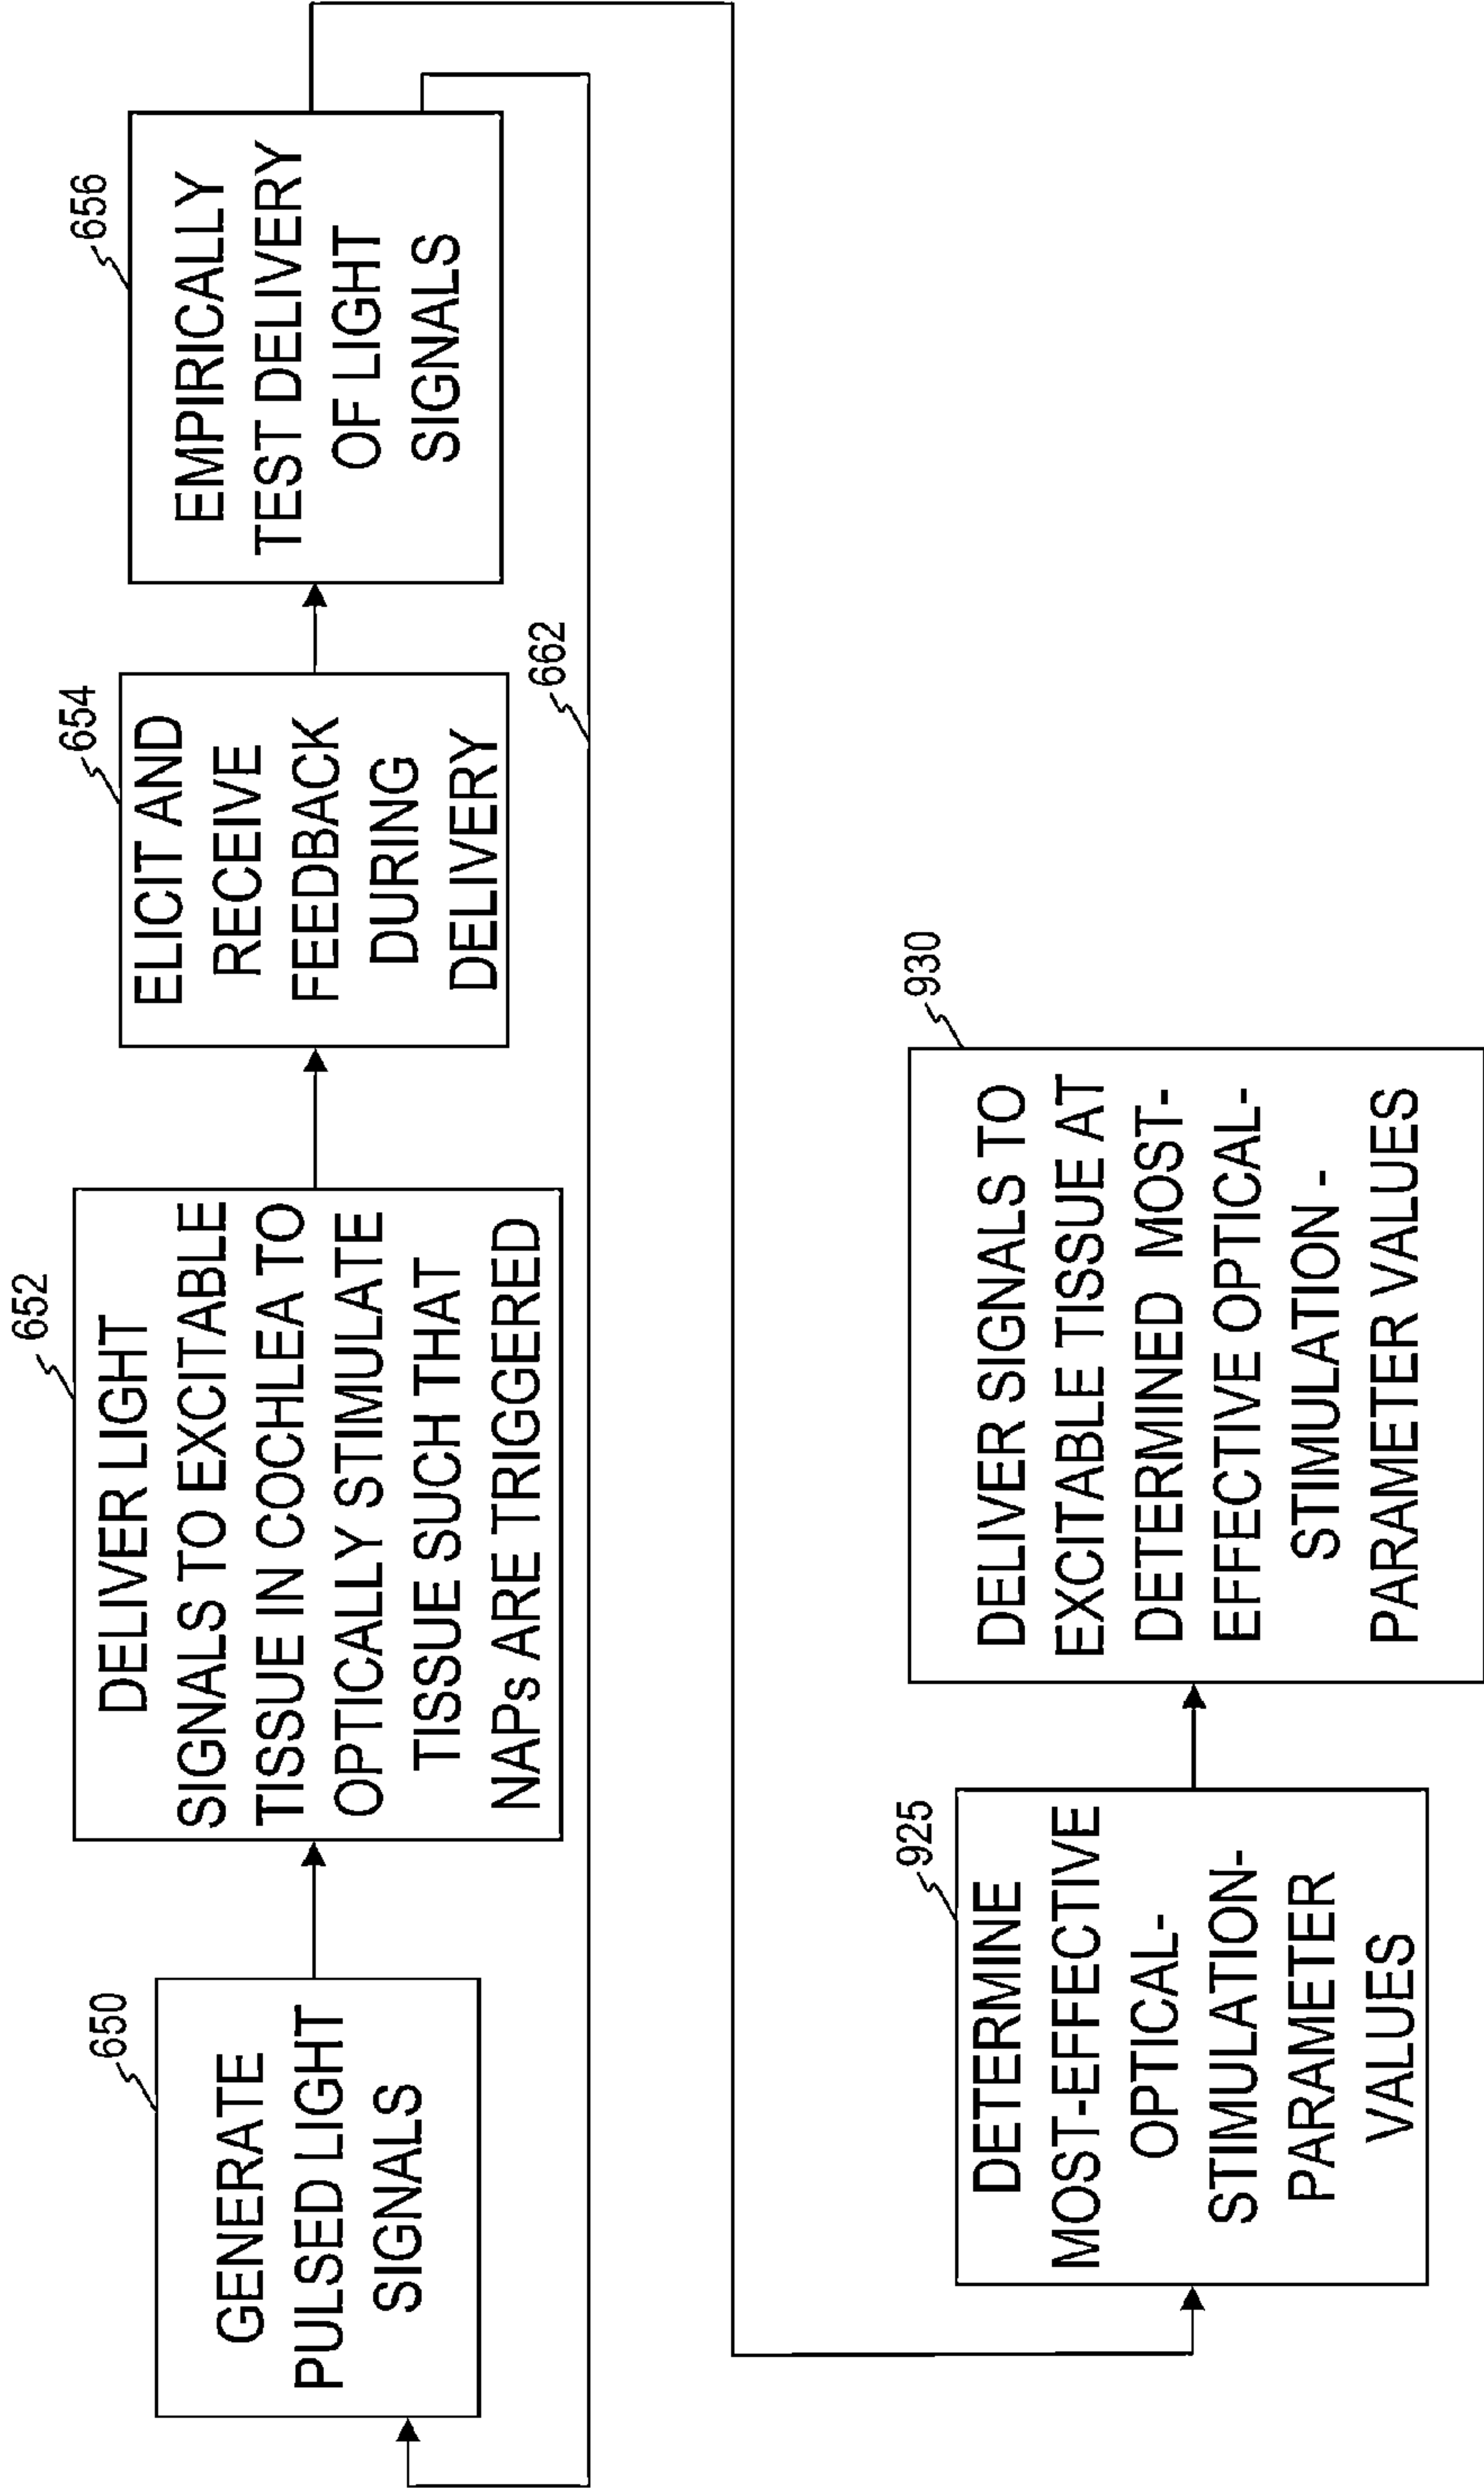 650
GENERATE
PULSED LIGHT
SIGNALS
652
DELIVER LIGHT
SIGNALS TO EXCITABLE
TISSUE IN COCHLEA TO
OPTICALLY STIMULATE
TISSUE SUCH THAT
NAPs ARE TRIGGERED
654
ELICIT AND
RECEIVE
FEEDBACK
DURING
DELIVERY
656
EMPIRICALLY
TEST DELIVERY
OF LIGHT
SIGNALS
662
925
DETERMINE
MOST-EFFECTIVE
OPTICAL-
STIMULATION-
PARAMETER
VALUES
930
DELIVER SIGNALS TO
EXCITABLE TISSUE AT
DETERMINED MOST-
EFFECTIVE OPTICAL-
STIMULATION -
PARAMETER VALUES